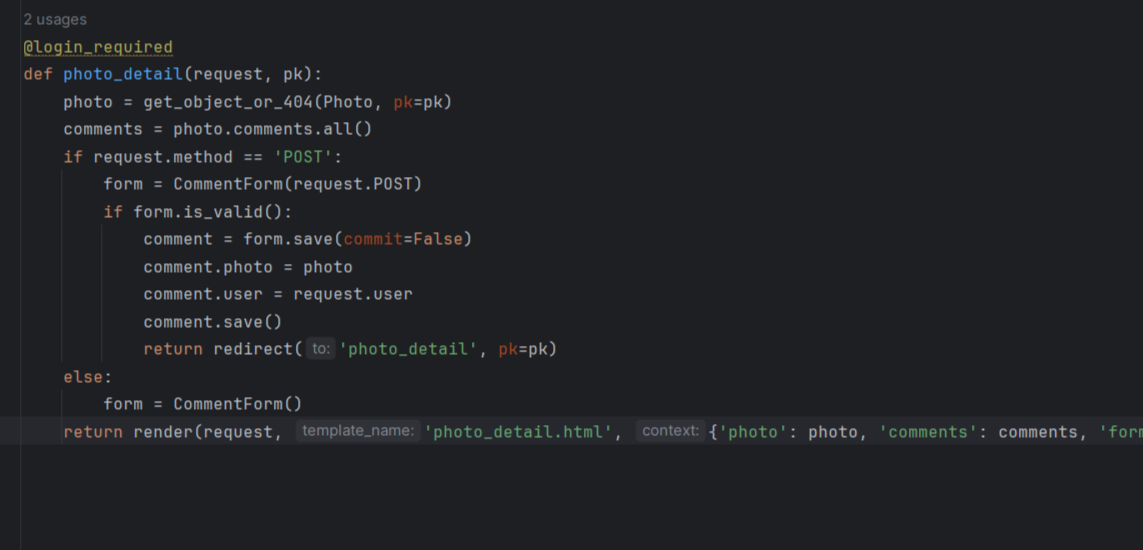 2 usages
@login_required
def photo_detail(request, pk):
    photo = get_object_or_404(Photo, pk=pk)
    comments = photo.comments.all()
    if request.method == 'POST':
        form = CommentForm(request.POST)
        if form.is_valid():
            comment = form.save(commit=False)
            comment.photo = photo
            comment.user = request.user
            comment.save()
            return redirect( to: 'photo_detail', pk=pk)
    else:
        form = CommentForm()
    return render(request, template_name: 'photo_detail.html', context: {'photo': photo, 'comments': comments, 'form